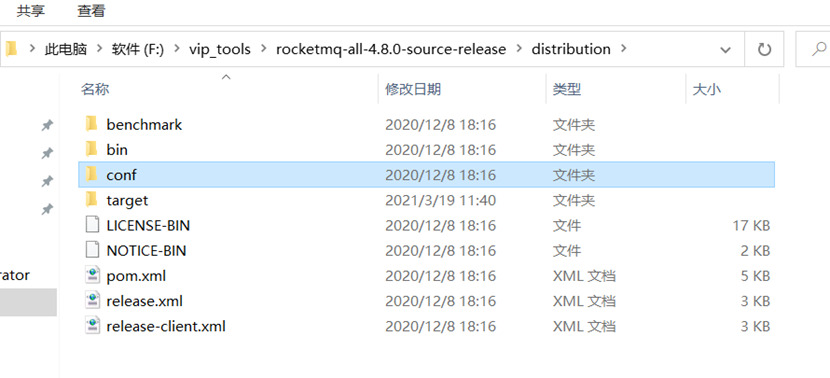 共享 查看
此电脑 软件 (F:) vip_tools rocketmq-all-4.8.0-source-release distribution
名称 修改日期 类型 大小
benchmark 2020/12/8 18:16 文件夹
bin 2020/12/8 18:16 文件夹
conf 2020/12/8 18:16 文件夹
target 2021/3/19 11:40 文件夹
LICENSE-BIN 2020/12/8 18:16 文件 17 KB
NOTICE-BIN 2020/12/8 18:16 文件 2 KB
rator pom.xml 2020/12/8 18:16 XML 文档 5 KB
release.xml 2020/12/8 18:16 XML 文档 3 KB
release-client.xml 2020/12/8 18:16 XML 文档 3 KB